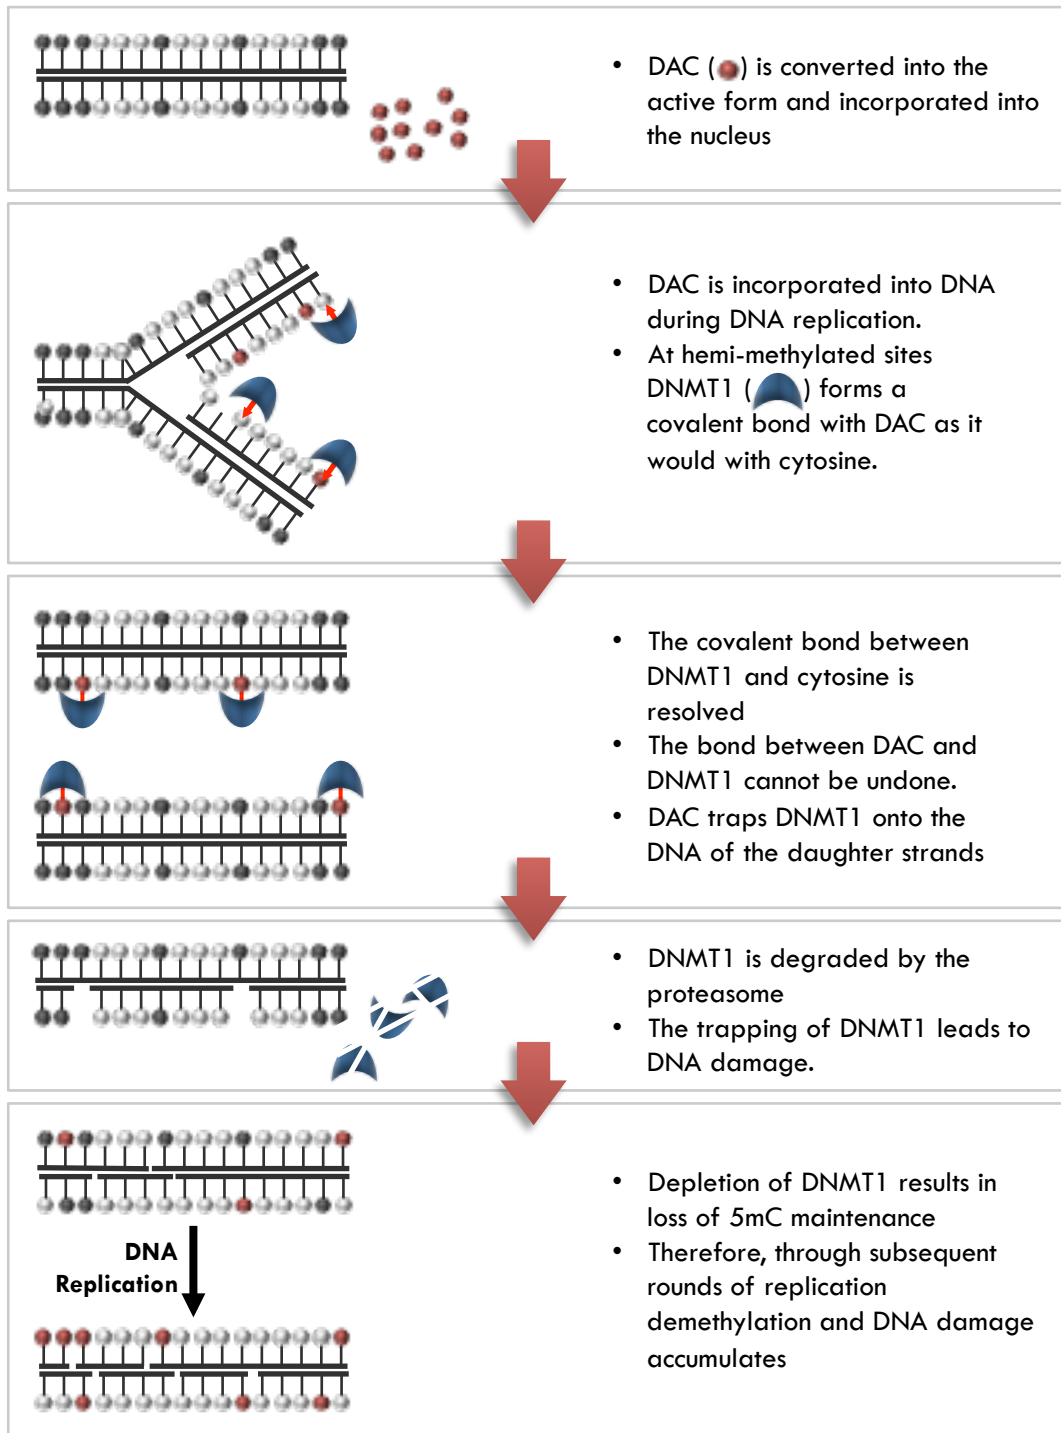 • DAC ( ) is converted into the
active form and incorporated into
the nucleus
• DAC is incorporated into DNA
during DNA replication.
• At hemi-methylated sites
DNMT1 ( ) forms a
covalent bond with DAC as it
would with cytosine.
• The covalent bond between
DNMT1 and cytosine is
resolved
• The bond between DAC and
DNMT1 cannot be undone.
• DAC traps DNMT1 onto the
DNA of the daughter strands
• DNMT1 is degraded by the
proteasome
• The trapping of DNMT1 leads to
DNA damage.
DNA
Replication
• Depletion of DNMT1 results in
loss of 5mC maintenance
• Therefore, through subsequent
rounds of replication
demethylation and DNA damage
accumulates